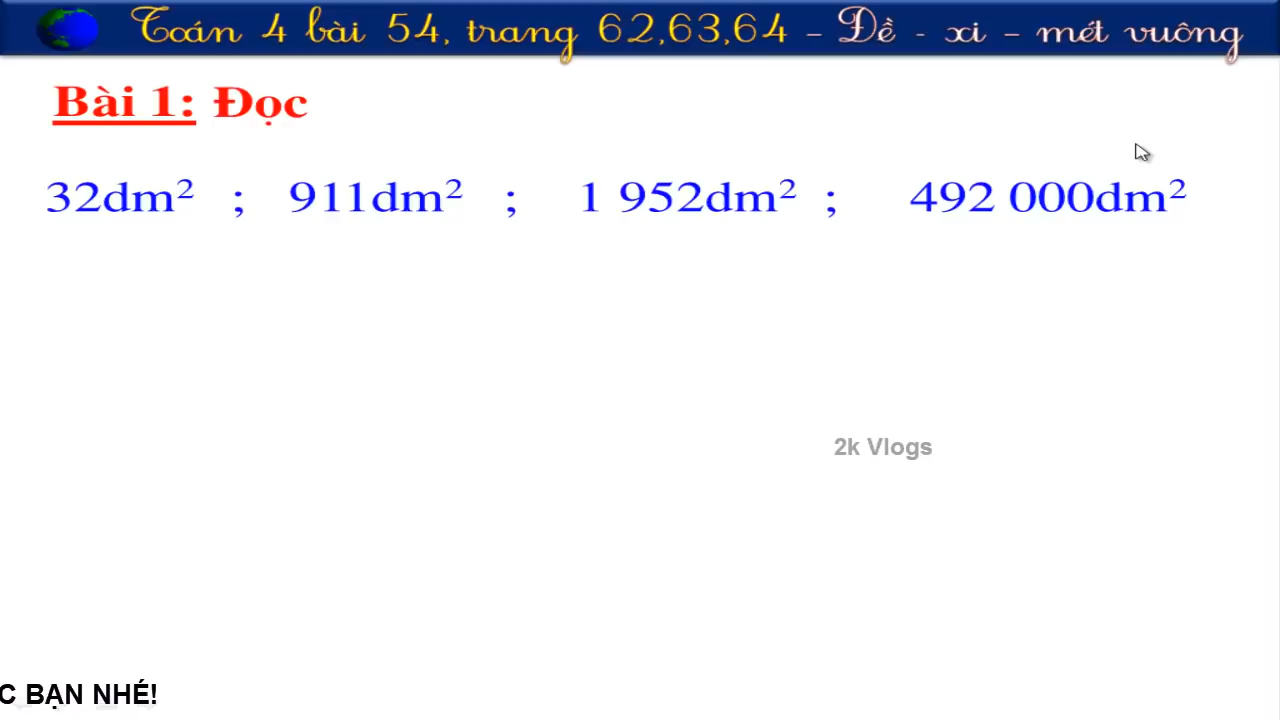 Toán 4 bài 54, trang 62,63,64 – Đề - xi – mét vuông
Bài 1: Đọc
32dm² ; 911dm² ; 1 952dm² ; 492 000dm²
2k Vlogs
C BẠN NHÉ!